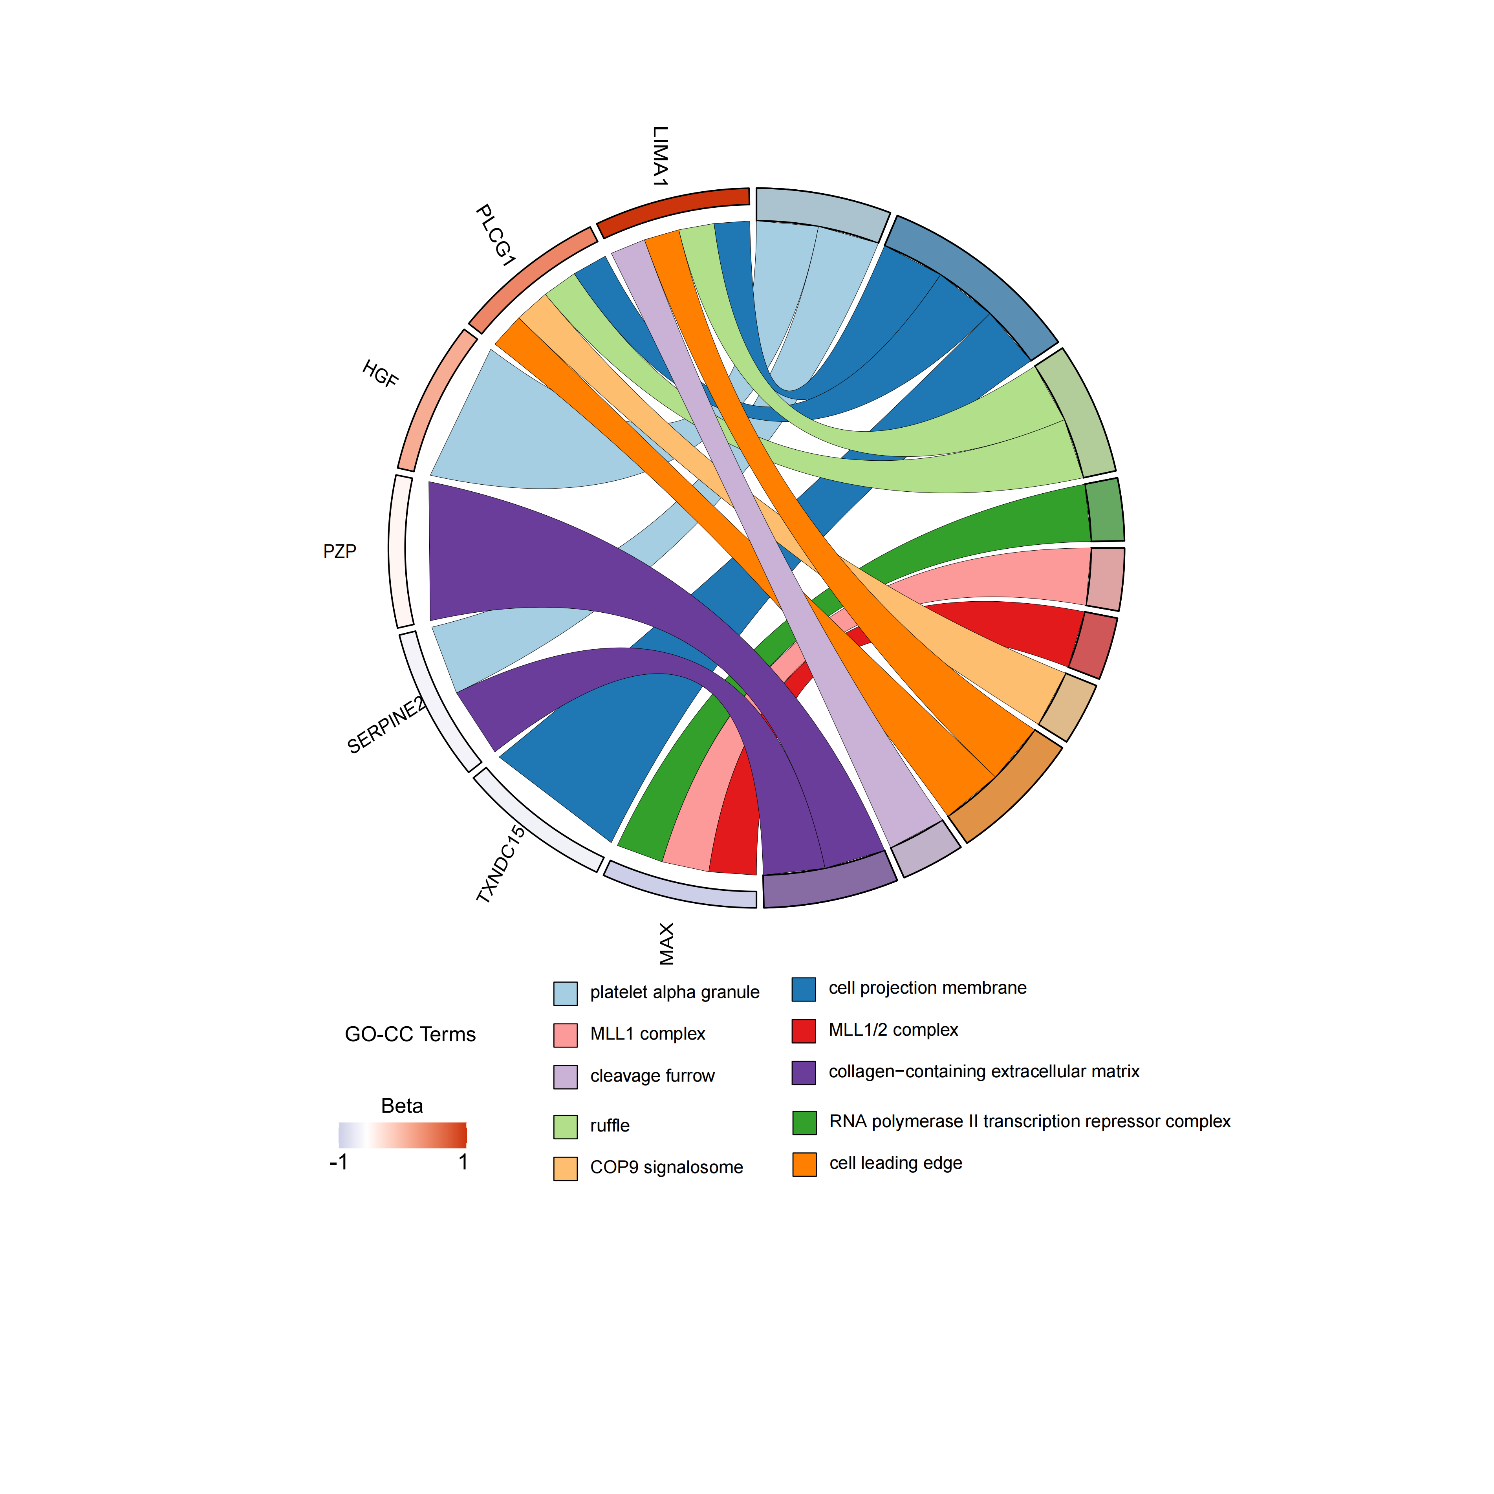 LIMA1
PLCG1
HGF
PZP
SERPINE2
TXNDC15
MAX
GO-CC Terms
platelet alpha granule
cell projection membrane
MLL1 complex
MLL1/2 complex
cleavage furrow
collagen−containing extracellular matrix
ruffle
RNA polymerase II transcription repressor complex
COP9 signalosome
cell leading edge
Beta
-1 1